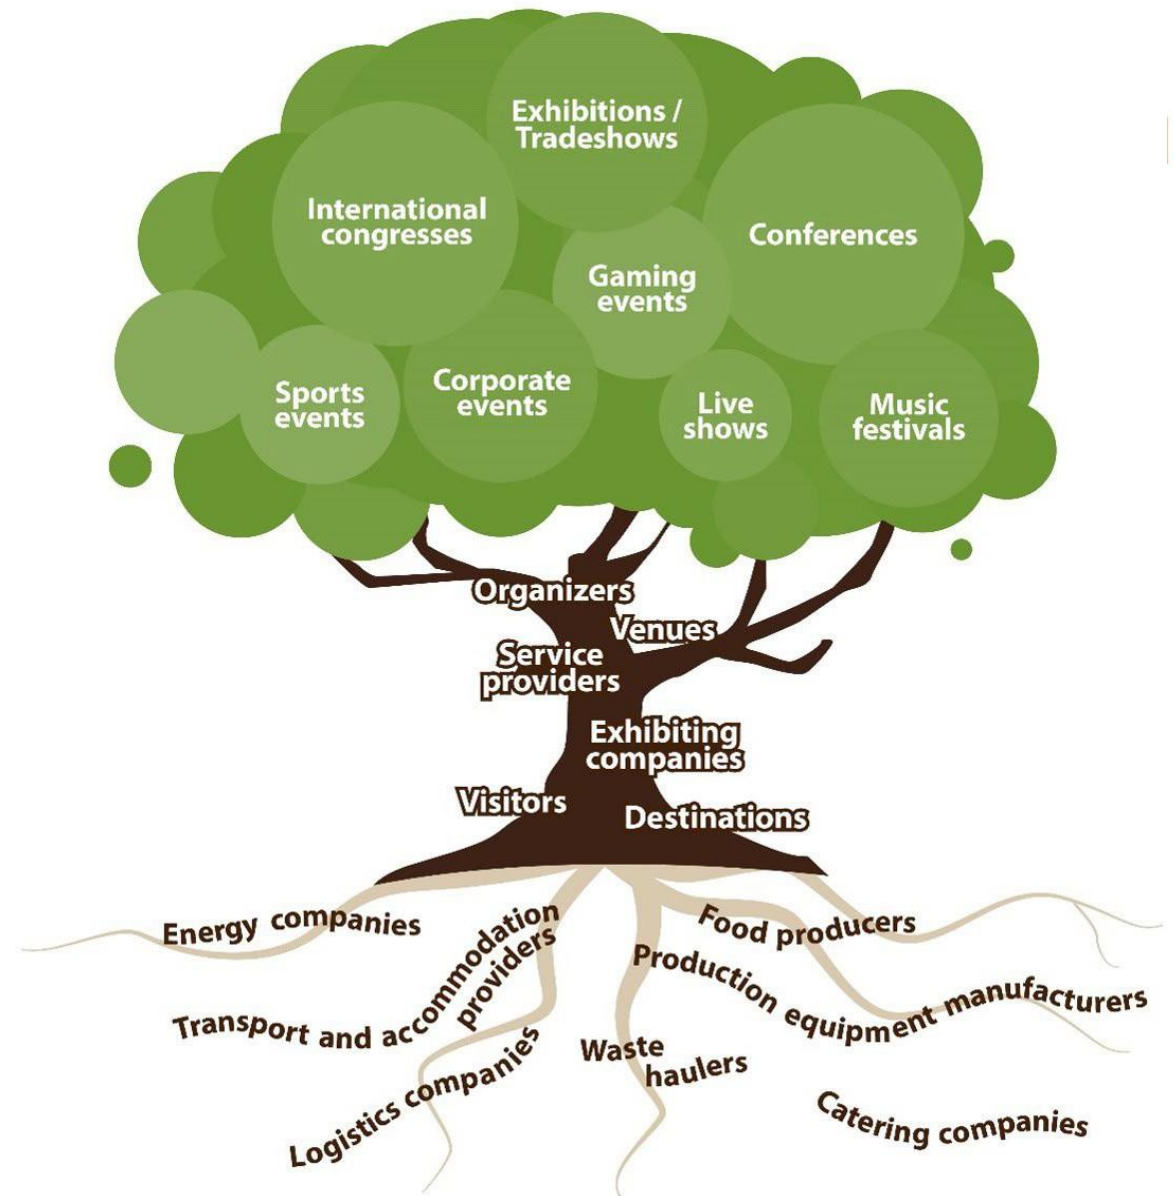 Exhibitions /
Tradeshows
International
congresses
Conferences
Gaming
events
Sports
events
Corporate
events
Live
shows
Music
festivals
Organizers
Venues
Service
providers
Exhibiting
companies
Visitors
Destinations
Energy companies
Transport and accommodation
providers
Logistics companies
Waste
haulers
Food producers
Production equipment manufacturers
Catering companies